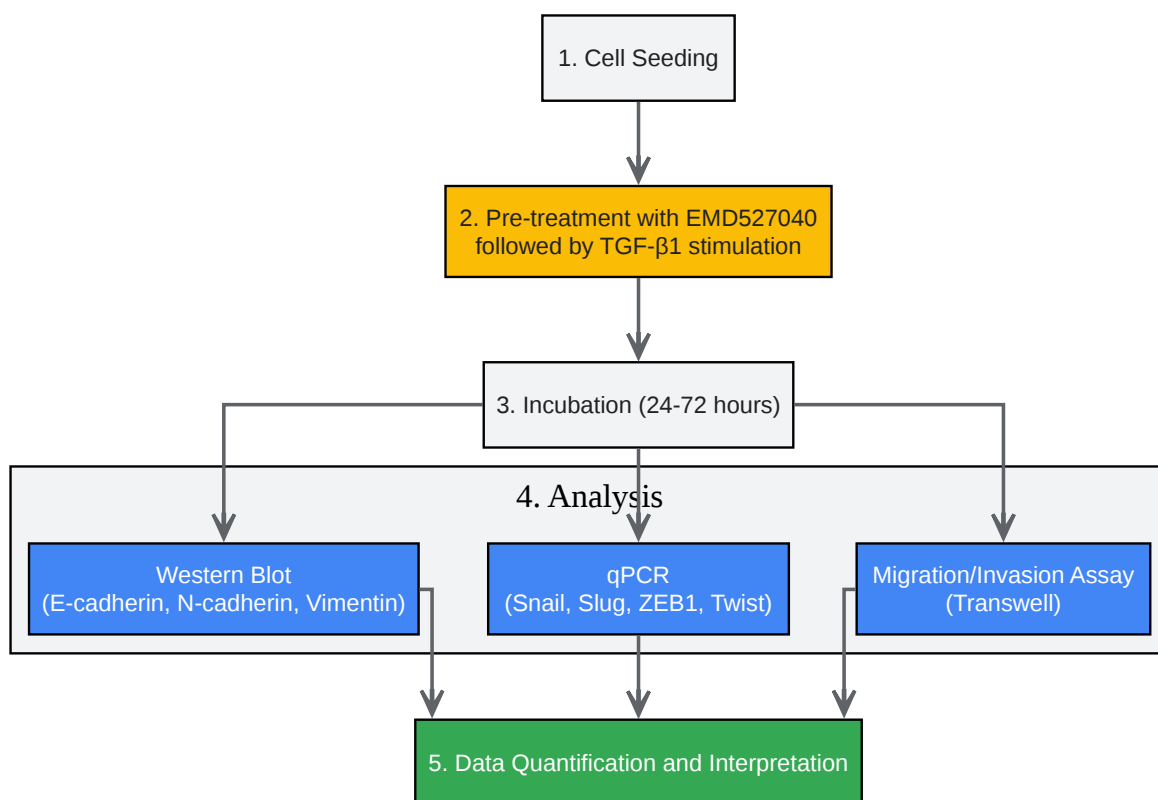 1. Cell Seeding
2. Pre-treatment with EMD527040
followed by TGF-β1 stimulation
3. Incubation (24-72 hours)
4. Analysis
Western Blot
(E-cadherin, N-cadherin, Vimentin)
qPCR
(Snail, Slug, ZEB1, Twist)
Migration/Invasion Assay
(Transwell)
5. Data Quantification and Interpretation